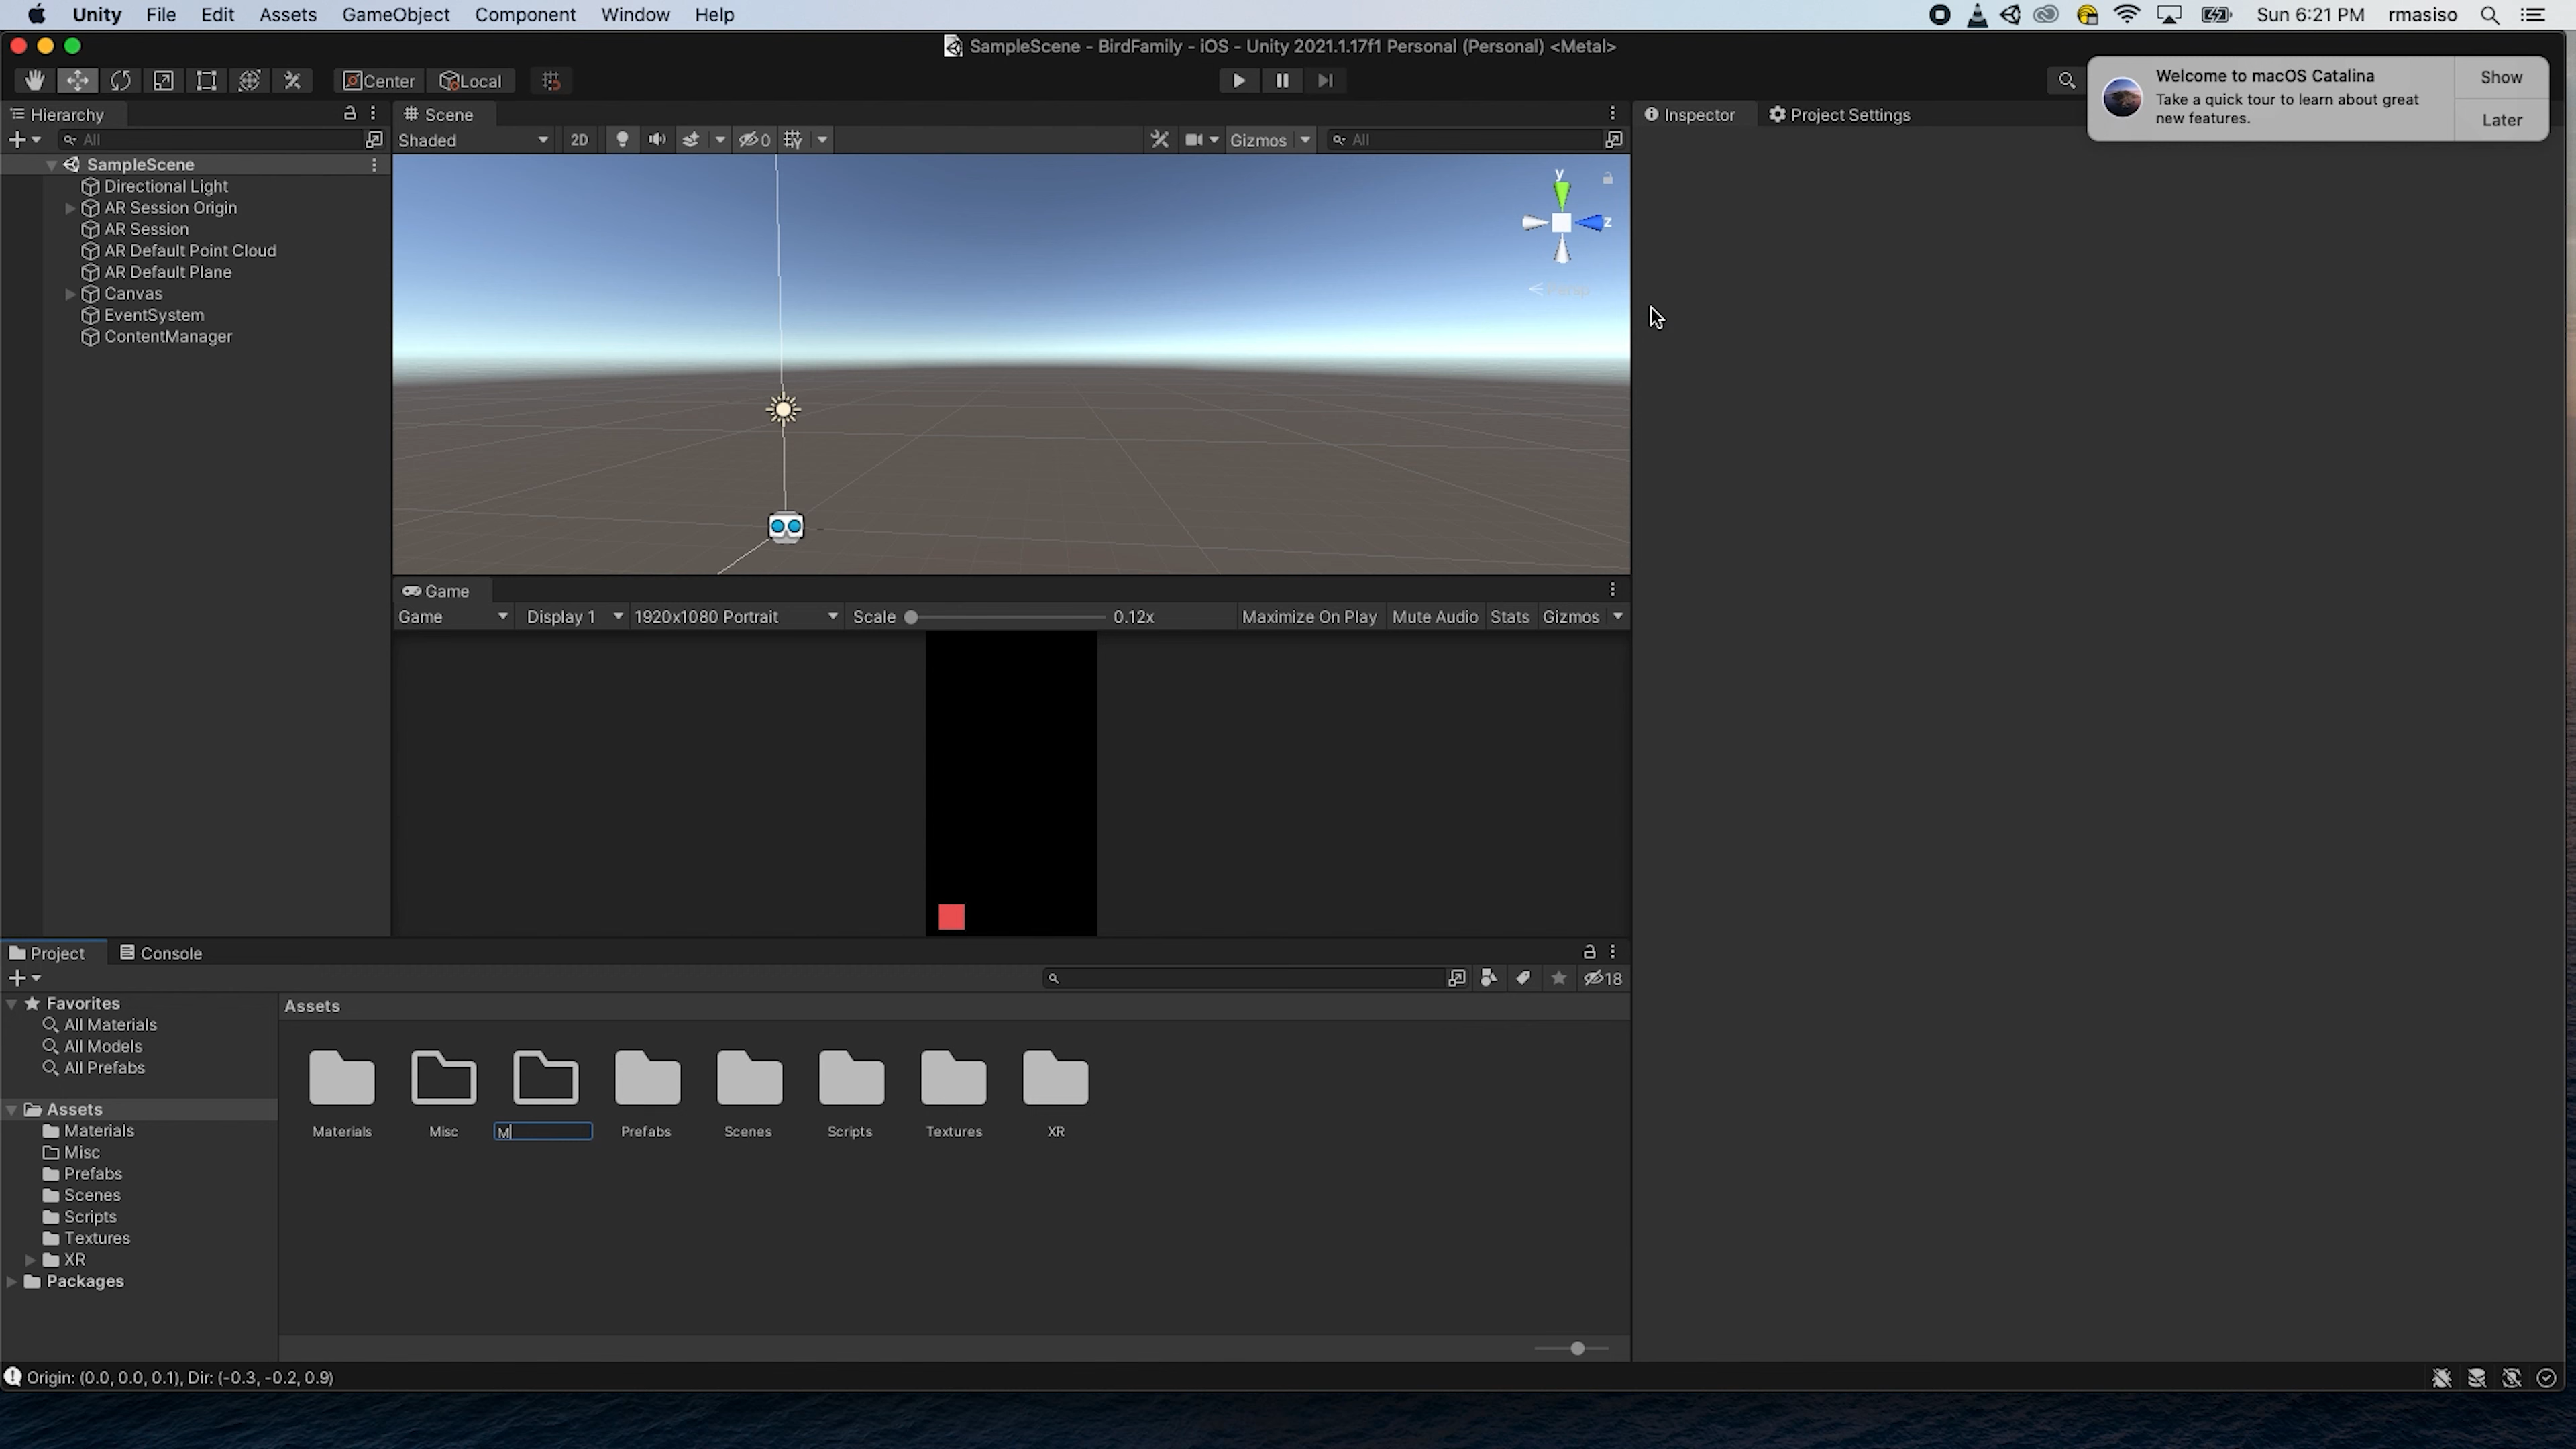 Unity File Edit Assets GameObject Component Window Help Sun 6:21 PM rmasiso
SampleScene - BirdFamily - iOS - Unity 2021.1.17f1 Personal (Personal) <Metal>
Center Local
Welcome to macOS Catalina
Take a quick tour to learn about great
new features.
Show
Later
Hierarchy
All
SampleScene
Directional Light
AR Session Origin
AR Session
AR Default Point Cloud
AR Default Plane
Canvas
EventSystem
ContentManager
Scene
Shaded 2D 0 Gizmos All
y
z
Persp
Inspector Project Settings
Game
Game Display 1 1920x1080 Portrait Scale 0.12x Maximize On Play Mute Audio Stats Gizmos
Project Console
18
Favorites
All Materials
All Models
All Prefabs
Assets
Materials
Misc
Prefabs
Scenes
Scripts
Textures
XR
Packages
Assets
Materials Misc M Prefabs Scenes Scripts Textures XR
Origin: (0.0, 0.0, 0.1), Dir: (-0.3, -0.2, 0.9)